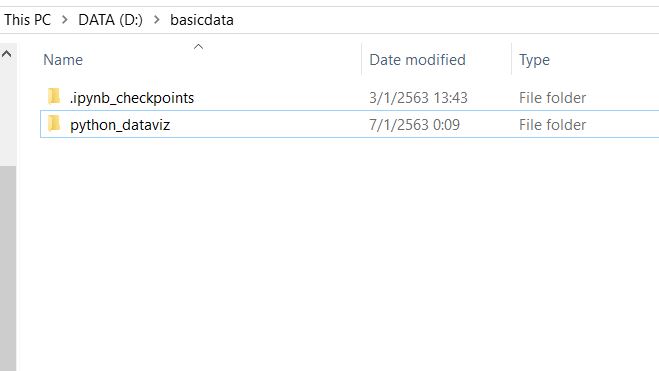 This PC > DATA (D:) > basicdata
Name Date modified Type
.ipynb_checkpoints 3/1/2563 13:43 File folder
python_dataviz 7/1/2563 0:09 File folder